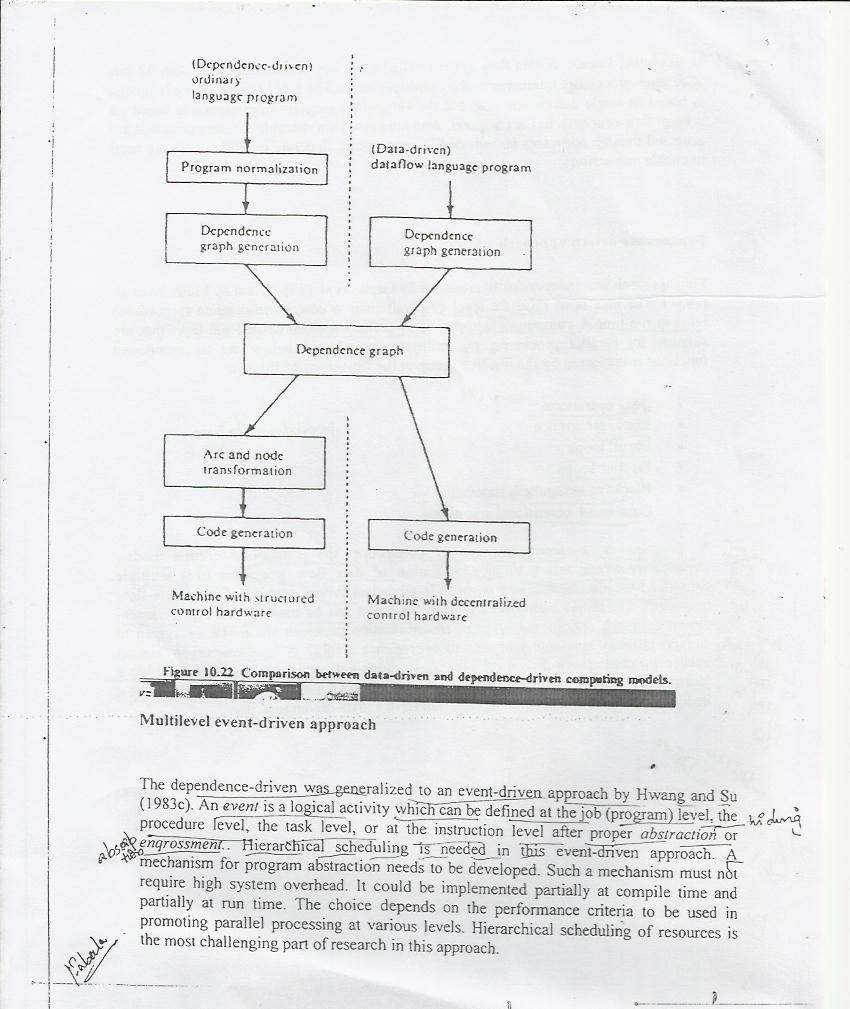 (Dependence-driven)
ordinary
language program
Program normalization
Dependence
graph generation
(Data-driven)
dataflow language program
Dependence
graph generation
Dependence graph
Arc and node
transformation
Code generation
Machine with structured
control hardware
Code generation
Machine with decentralized
control hardware
Figure 10.22 Comparison between data-driven and dependence-driven computing models.
Multilevel event-driven approach
The dependence-driven was generalized to an event-driven approach by Hwang and Su
(1983c). An event is a logical activity which can be defined at the job (program) level, the
hiding
procedure level, the task level, or at the instruction level after proper abstraction or
absorb
engrossment.. Hierarchical scheduling is needed in this event-driven approach. A
mechanism for program abstraction needs to be developed. Such a mechanism must not
require high system overhead. It could be implemented partially at compile time and
partially at run time. The choice depends on the performance criteria to be used in
promoting parallel processing at various levels. Hierarchical scheduling of resources is
the most challenging part of research in this approach.